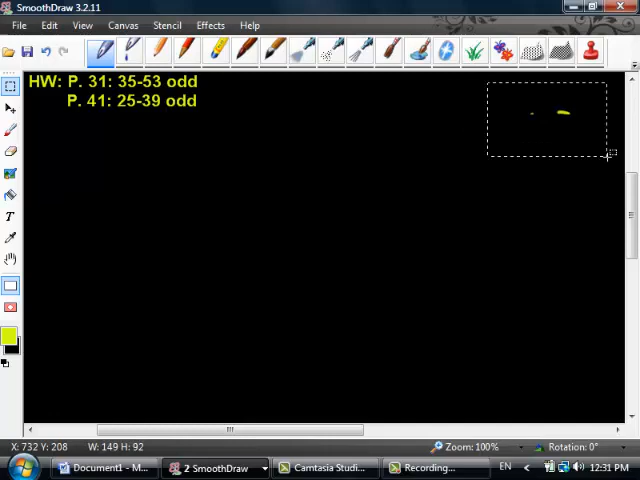 SmoothDraw 3.2.11
File Edit View Canvas Stencil Effects Help
HW: P. 31: 35-53 odd
P. 41: 25-39 odd
X: 732 Y: 208 W: 149 H: 92 Zoom: 100% Rotation: 0°
Document1 - M... 2 SmoothDraw Camtasia Studi... Recording... EN 12:31 PM